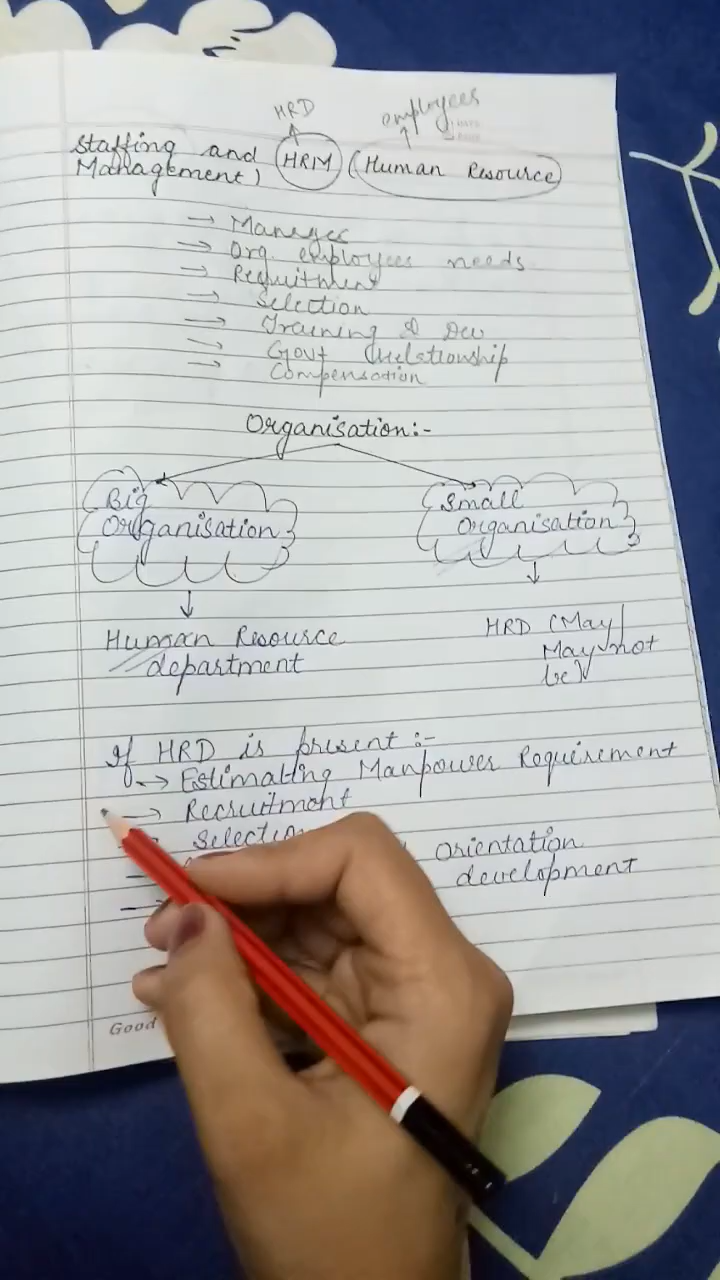 HRD
employees
Staffing and HRM (Human Resource
Management)
→ Manages
→ Org. employees needs
→ Requitment
→ Selection
→ Training & Dev
→ Govt relationship
→ Compensation
Organisation:-
Big
Organisation
Small
Organisation
Human Resource
department
HRD (May/
May not
be)
If HRD is present :-
→ Estimating Manpower Requirement
→ Recruitment
Selection
Orientation
development
Good